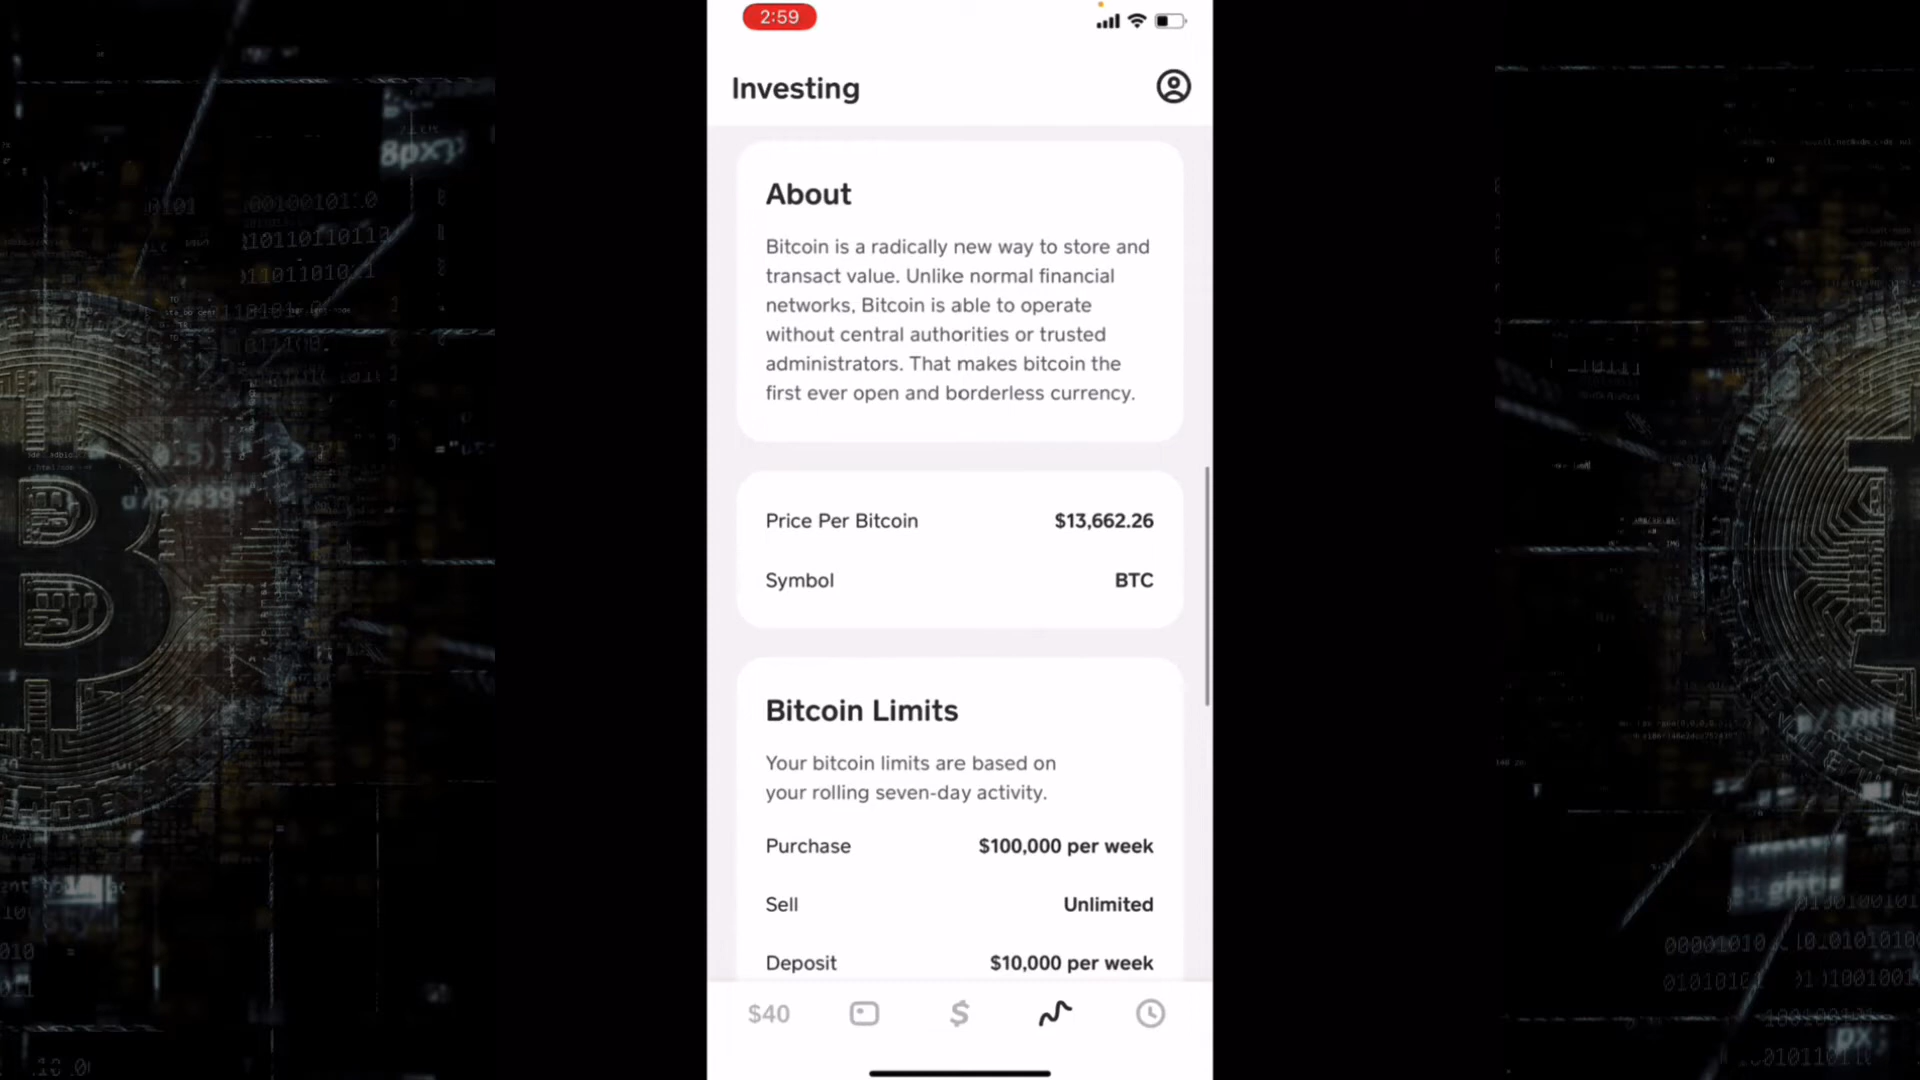 2:59
Investing
About
Bitcoin is a radically new way to store and
transact value. Unlike normal financial
networks, Bitcoin is able to operate
without central authorities or trusted
administrators. That makes bitcoin the
first ever open and borderless currency.
Price Per Bitcoin $13,662.26
Symbol BTC
Bitcoin Limits
Your bitcoin limits are based on
your rolling seven-day activity.
Purchase $100,000 per week
Sell Unlimited
Deposit $10,000 per week
$40